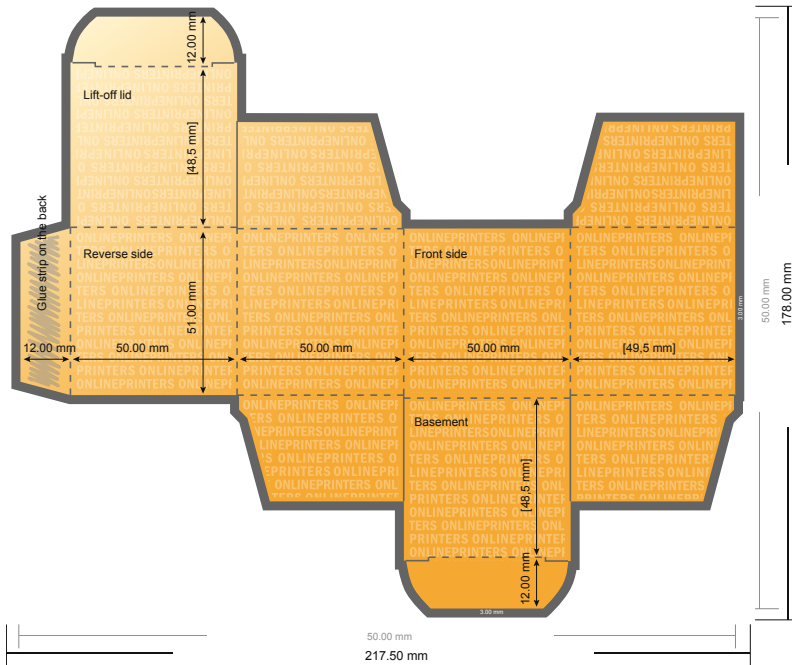 12.00 mm
Lift-off lid
[48,5 mm]
Glue strip on the back
Reverse side
Front side
51.00 mm
3.00 mm
50.00 mm
178.00 mm
12.00 mm
50.00 mm
50.00 mm
50.00 mm
[49,5 mm]
Basement
[48,5 mm]
12.00 mm
3.00 mm
50.00 mm
217.50 mm
ONLINEPRINTERS ONLINEPRINTERS